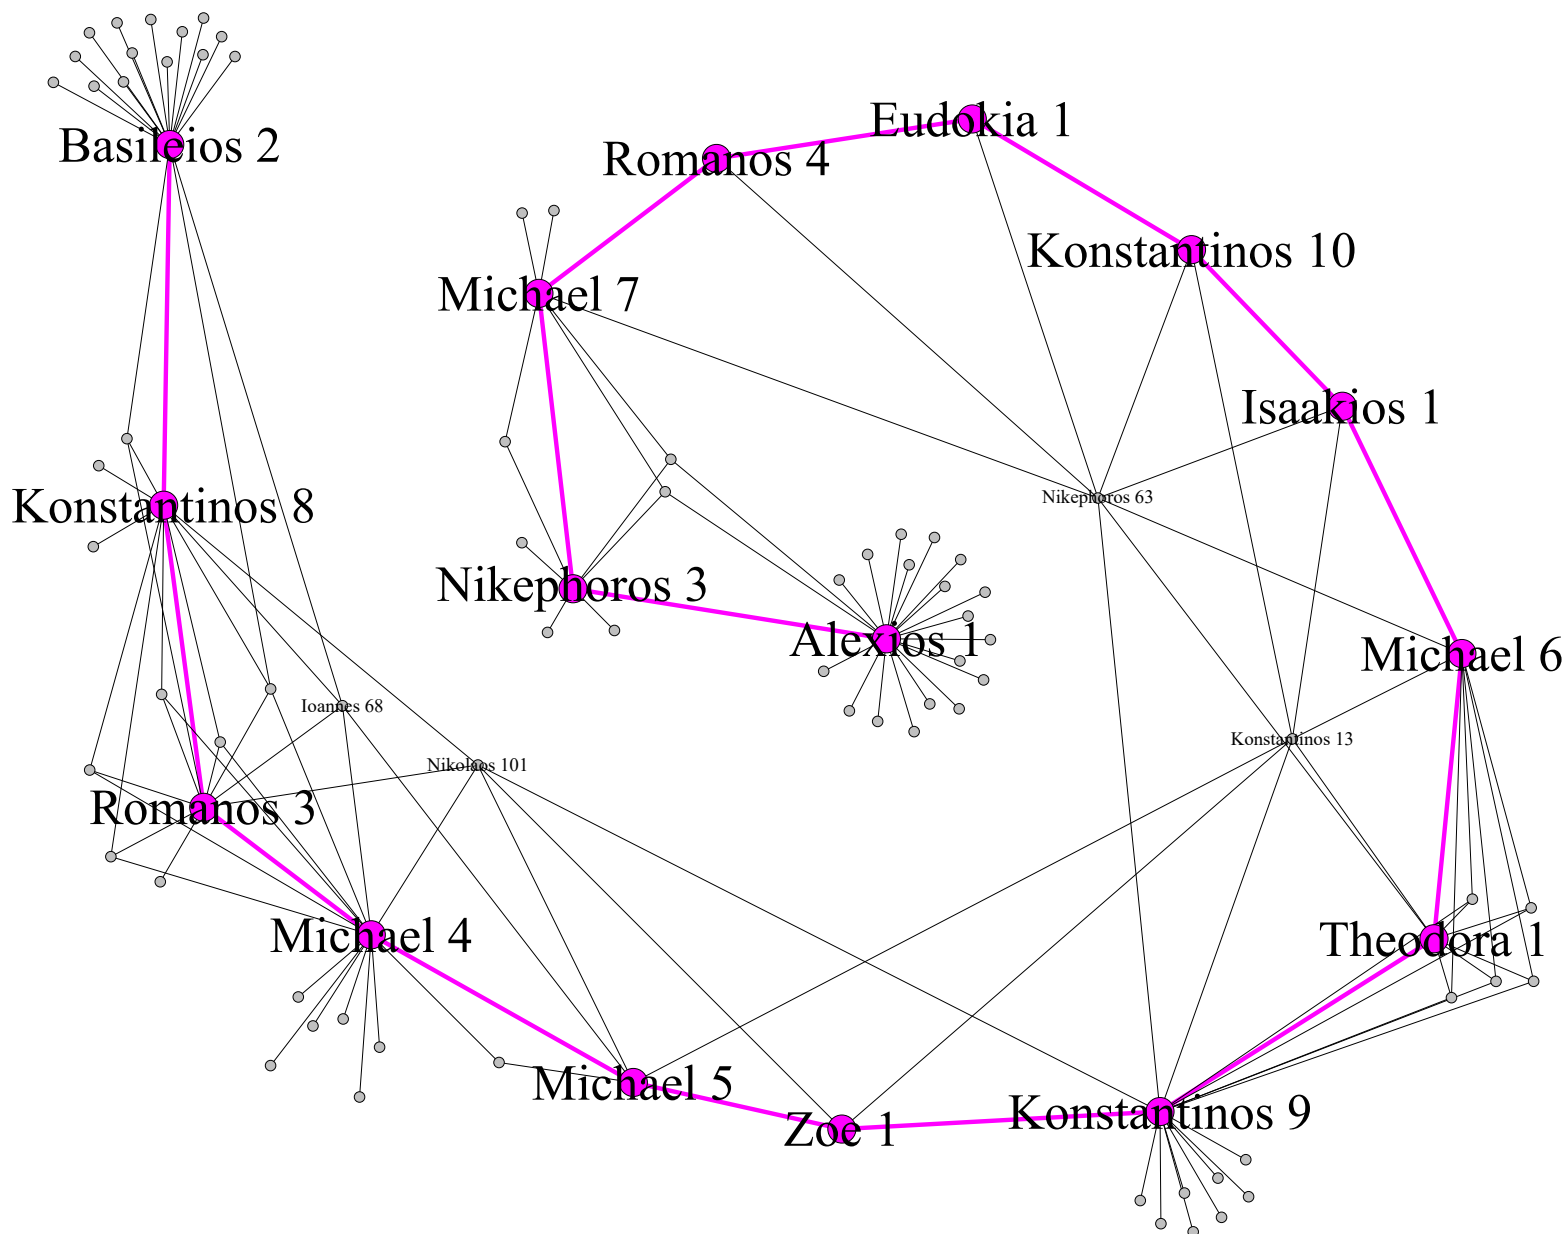 Eudokia 1
Basileios 2
Romanos 4
Konstantinos 10
Michael 7
Isaakios 1
Nikephoros 63
Konstantinos 8
Nikephoros 3
Alexios 1
Michael 6
Ioannes 68
Konstantinos 13
Nikolaos 101
Romanos 3
Michael 4
Theodora 1
Michael 5
Zoe 1
Konstantinos 9